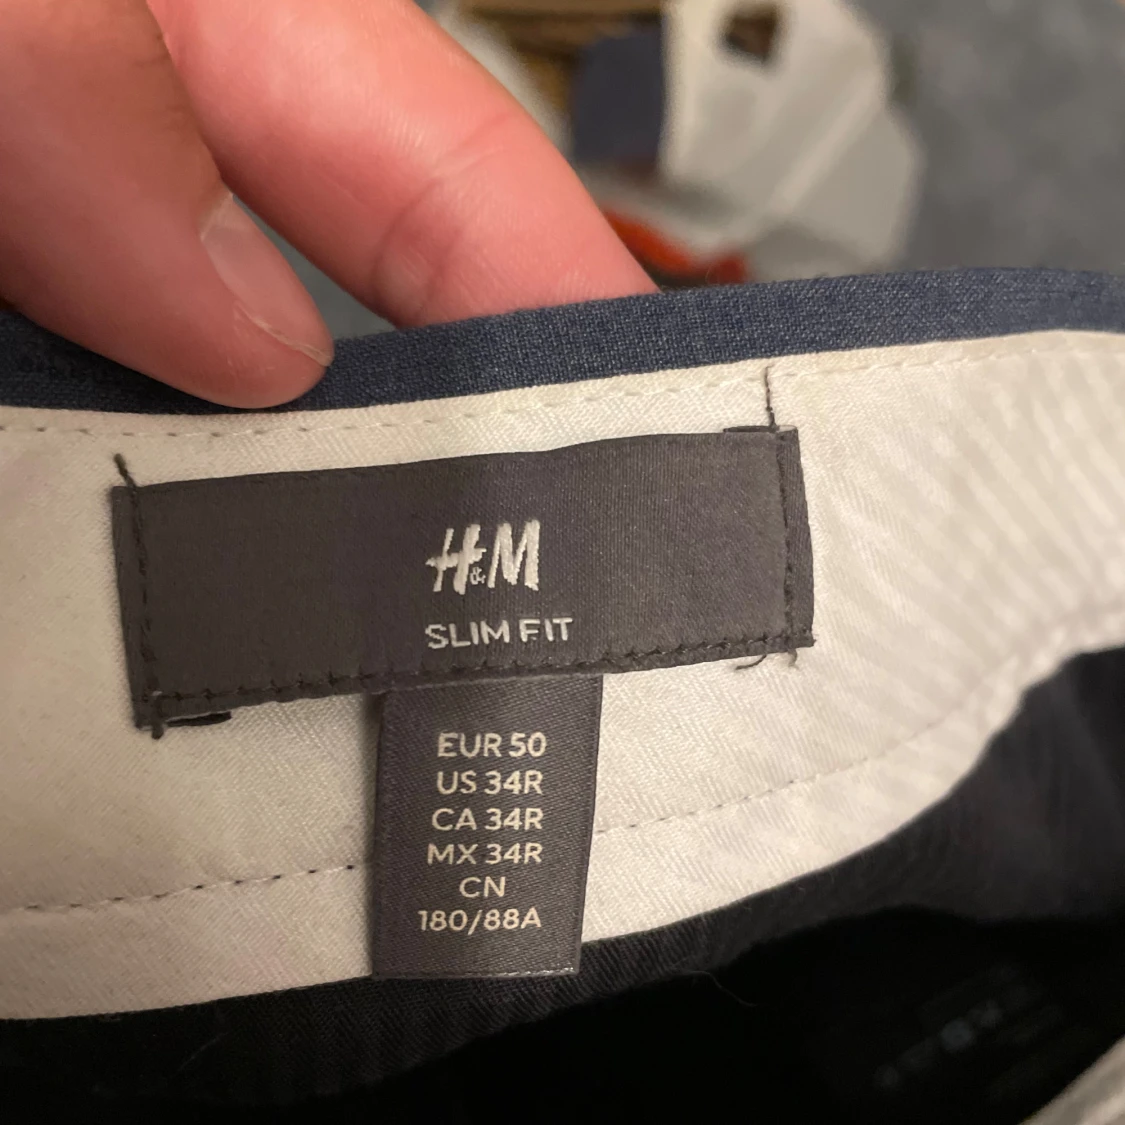 H&M
SLIM FIT
EUR 50
US 34R
CA 34R
MX 34R
CN
180/88A